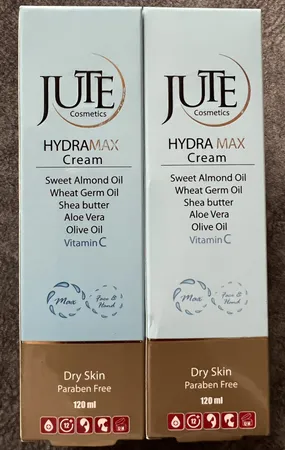 JUTE
Cosmetics
HYDRAMAX
Cream
Sweet Almond Oil
Wheat Germ Oil
Shea butter
Aloe Vera
Olive Oil
Vitamin C
Max
Face & Hand
Dry Skin
Paraben Free
120 ml
JUTE
Cosmetics
HYDRA MAX
Cream
Sweet Almond Oil
Wheat Germ Oil
Shea butter
Aloe Vera
Olive Oil
Vitamin C
Max
Face & Hand
Dry Skin
Paraben Free
120 ml